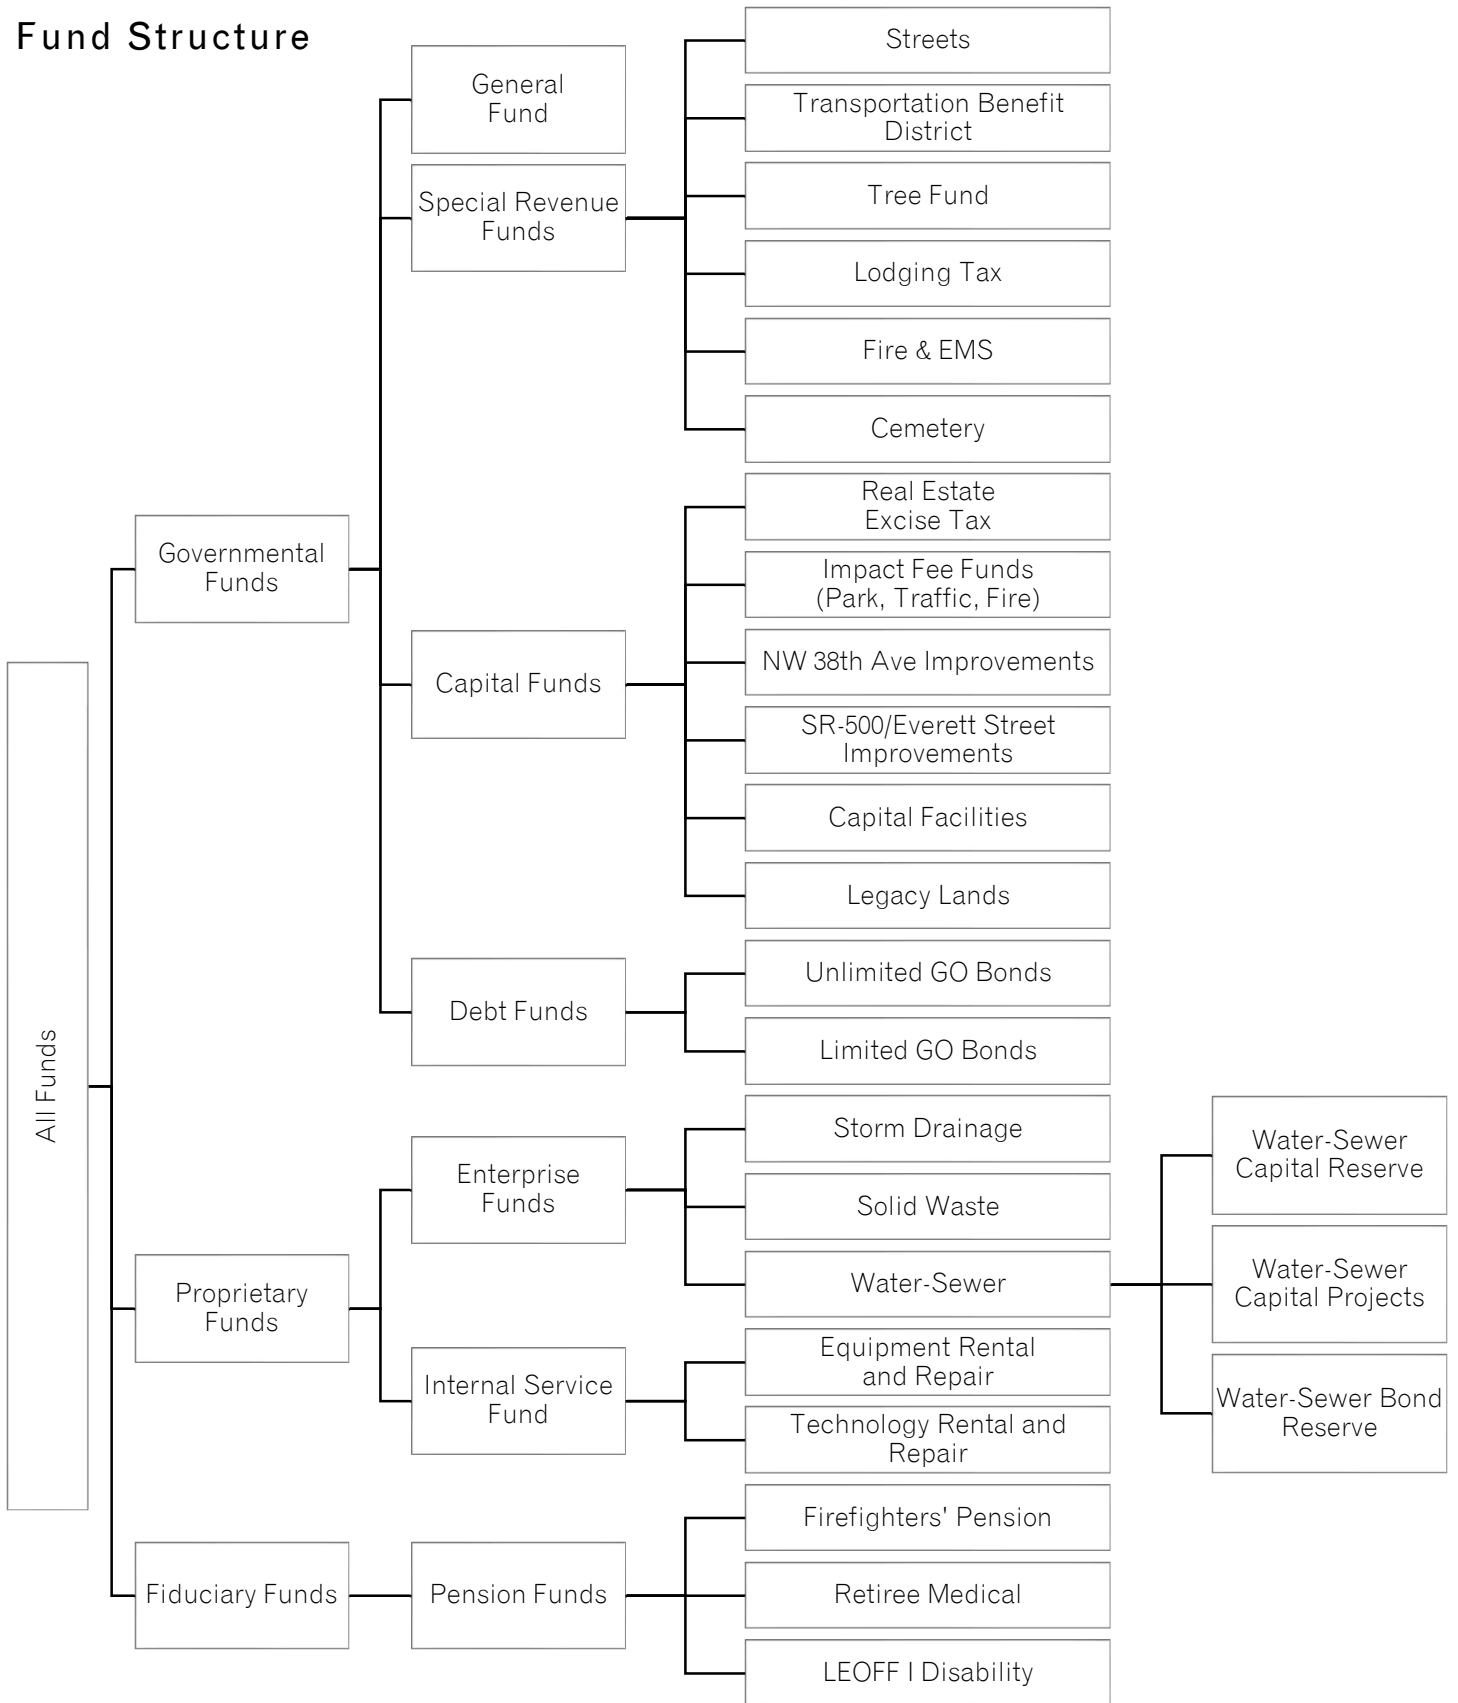 Fund Structure
General
Fund
Special Revenue
Funds
Streets
Transportation Benefit
District
Tree Fund
Lodging Tax
Fire & EMS
Cemetery
Governmental
Funds
Capital Funds
Real Estate
Excise Tax
Impact Fee Funds
(Park, Traffic, Fire)
NW 38th Ave Improvements
SR-500/Everett Street
Improvements
Capital Facilities
Legacy Lands
Debt Funds
Unlimited GO Bonds
Limited GO Bonds
All Funds
Proprietary
Funds
Enterprise
Funds
Storm Drainage
Solid Waste
Water-Sewer
Water-Sewer
Capital Reserve
Water-Sewer
Capital Projects
Water-Sewer Bond
Reserve
Internal Service
Fund
Equipment Rental
and Repair
Technology Rental and
Repair
Fiduciary Funds
Pension Funds
Firefighters' Pension
Retiree Medical
LEOFF I Disability